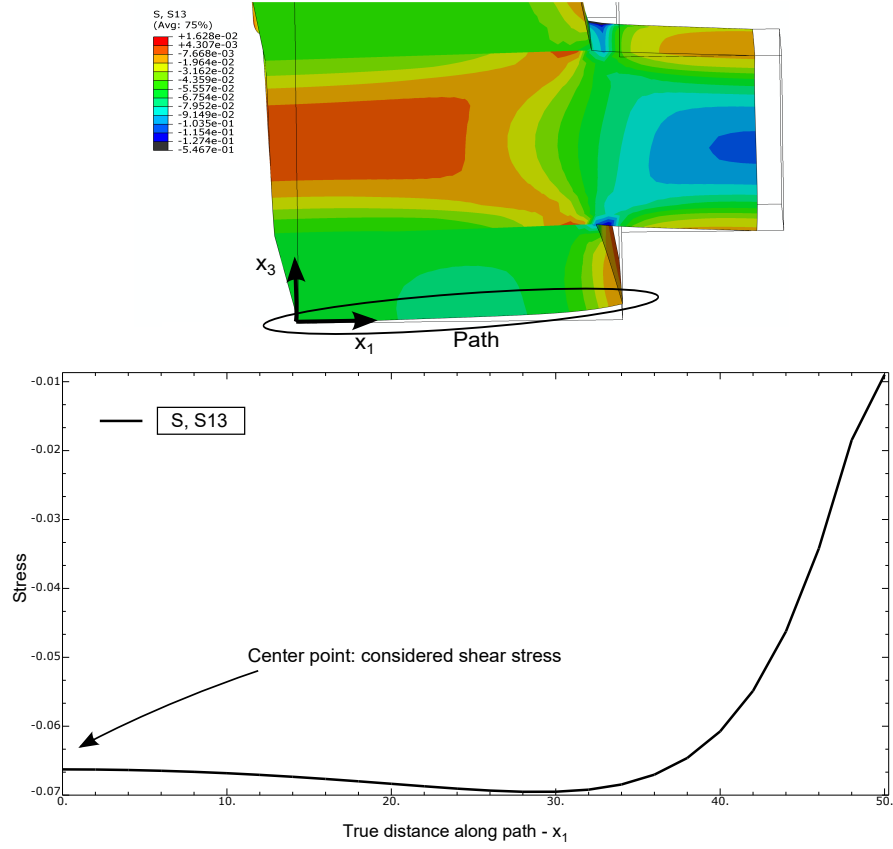 S, S13
(Avg: 75%)
+1.628e-02
+4.307e-03
-7.668e-03
-1.964e-02
-3.162e-02
-4.359e-02
-5.557e-02
-6.754e-02
-7.952e-02
-9.149e-02
-1.035e-01
-1.154e-01
-1.274e-01
-5.467e-01
x3
x1
Path
-0.01
-0.02
-0.03
-0.04
-0.05
-0.06
-0.07
Stress
S, S13
Center point: considered shear stress
0. 10. 20. 30. 40. 50.
True distance along path - x1